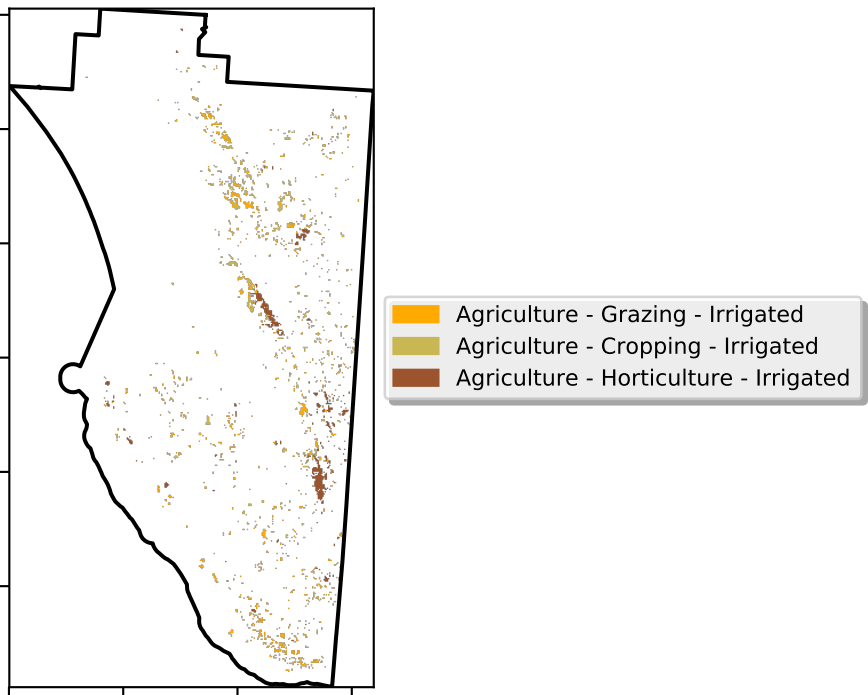 Agriculture - Grazing - Irrigated
Agriculture - Cropping - Irrigated
Agriculture - Horticulture - Irrigated